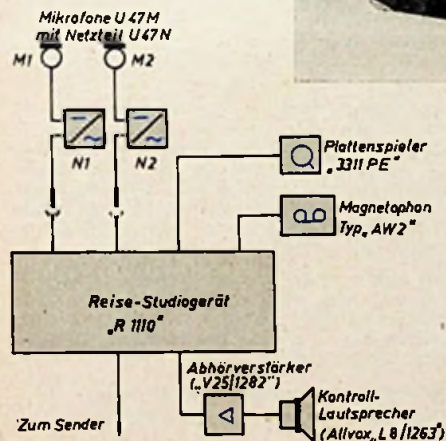 Mikrofone U 47 M
mit Netzteil U 47 N
M1
M2
N1
N2
Plattenspieler
„3311 PE"
Magnetophon
Typ „AW2"
Reise-Studiogerät
„R 1110"
Abhörverstärker
(„V25/1282")
Zum Sender
Kontroll-
Lautsprecher
(Allvox „L8/1263")